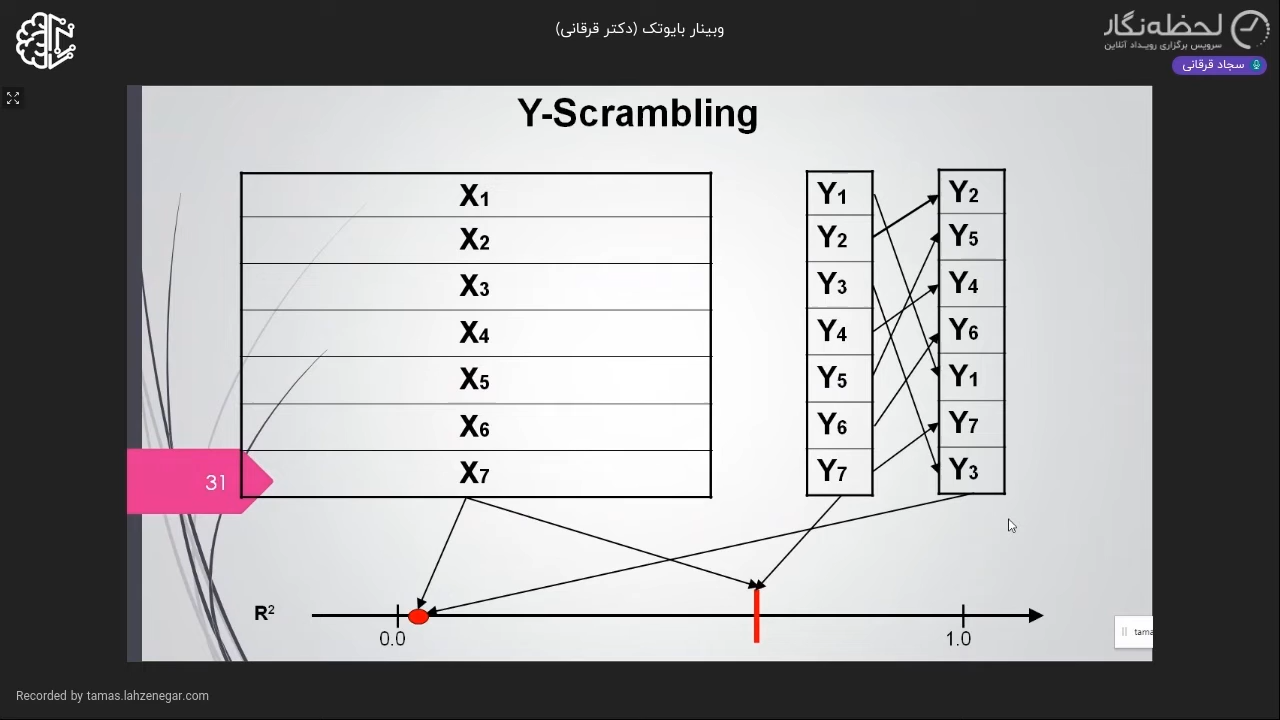 وبینار بایوتک (دکتر قرقانی)
لحظه‌نگار
سرویس برگزاری رویـداد آنلاین
سجاد قرقانی
Y-Scrambling
X1
X2
X3
X4
X5
X6
X7
Y1
Y2
Y3
Y4
Y5
Y6
Y7
Y2
Y5
Y4
Y6
Y1
Y7
Y3
31
R²
0.0
1.0
tama
Recorded by tamas.lahzenegar.com